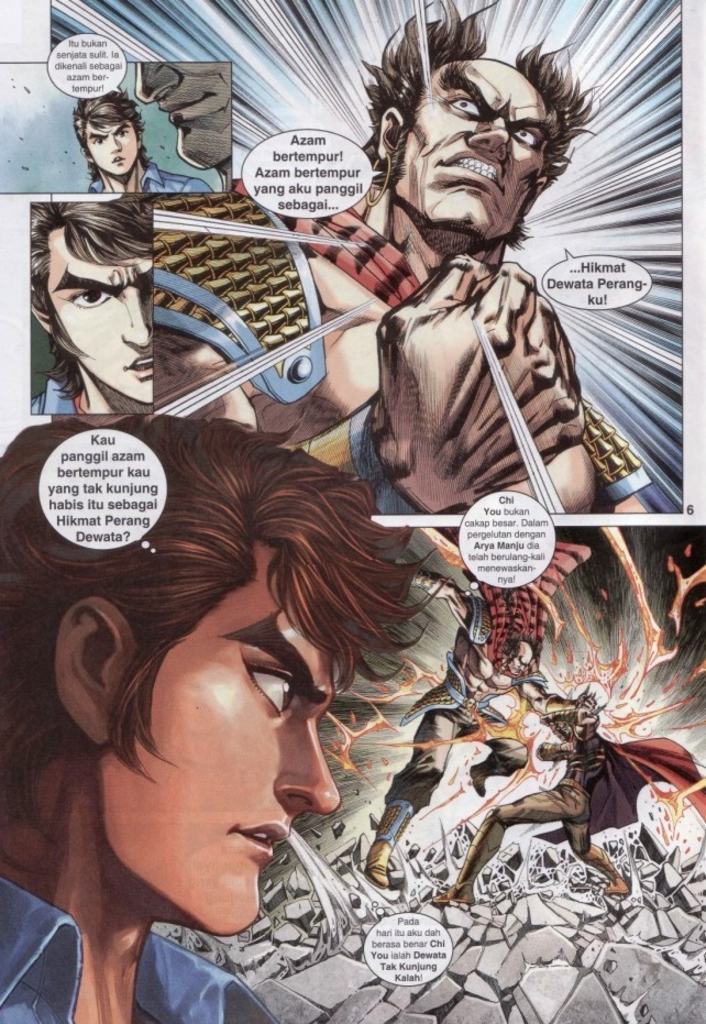 Itu bukan
senjata sulit. Ia
dikenali sebagai
azam ber-
tempur!
Azam
bertempur!
Azam bertempur
yang aku panggil
sebagai...
...Hikmat
Dewata Perang-
ku!
6
Kau
panggil azam
bertempur kau
yang tak kunjung
habis itu sebagai
Hikmat Perang
Dewata?
Chi
You bukan
cakap besar. Dalam
pergelutan dengan
Arya Manju dia
telah berulang-kali
menewaskan-
nya!
Pada
hari itu aku dah
berasa benar Chi
You ialah Dewata
Tak Kunjung
Kalah!